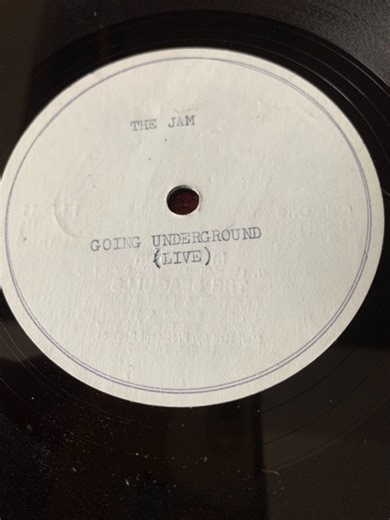 THE JAM
GOING UNDERGROUND
(LIVE)